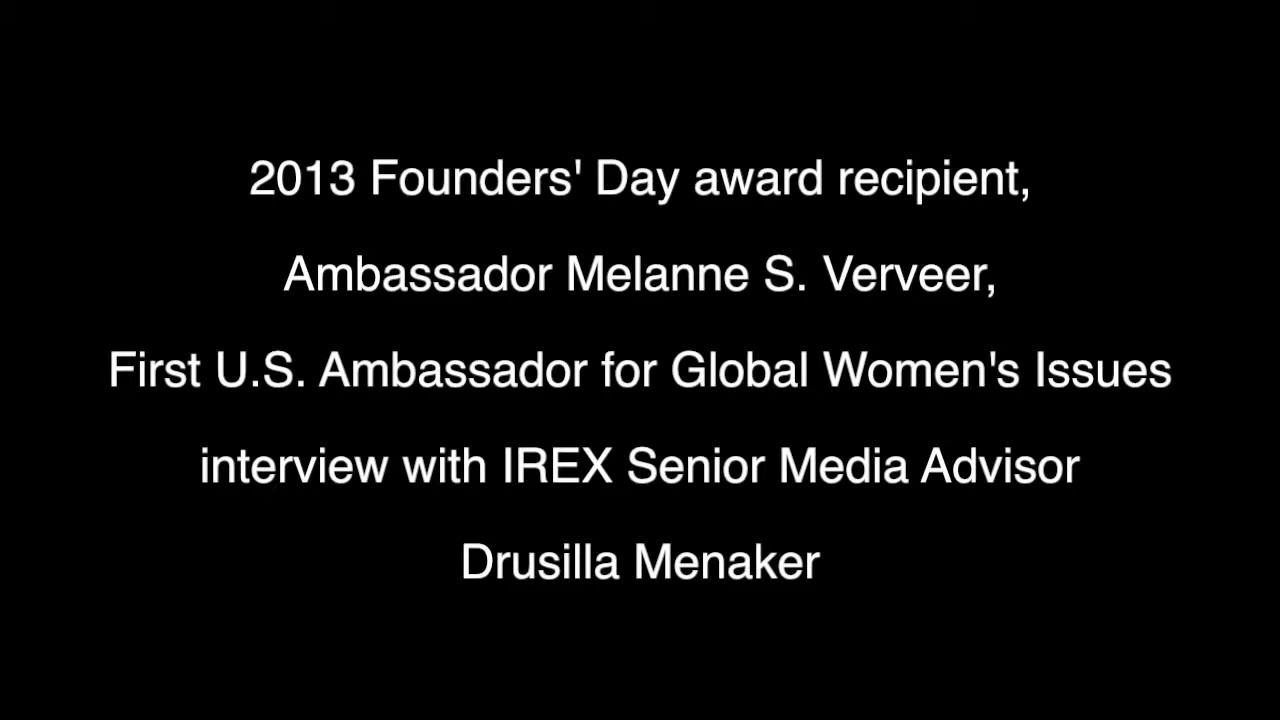 2013 Founders' Day award recipient,
Ambassador Melanne S. Verveer,
First U.S. Ambassador for Global Women's Issues
interview with IREX Senior Media Advisor
Drusilla Menaker